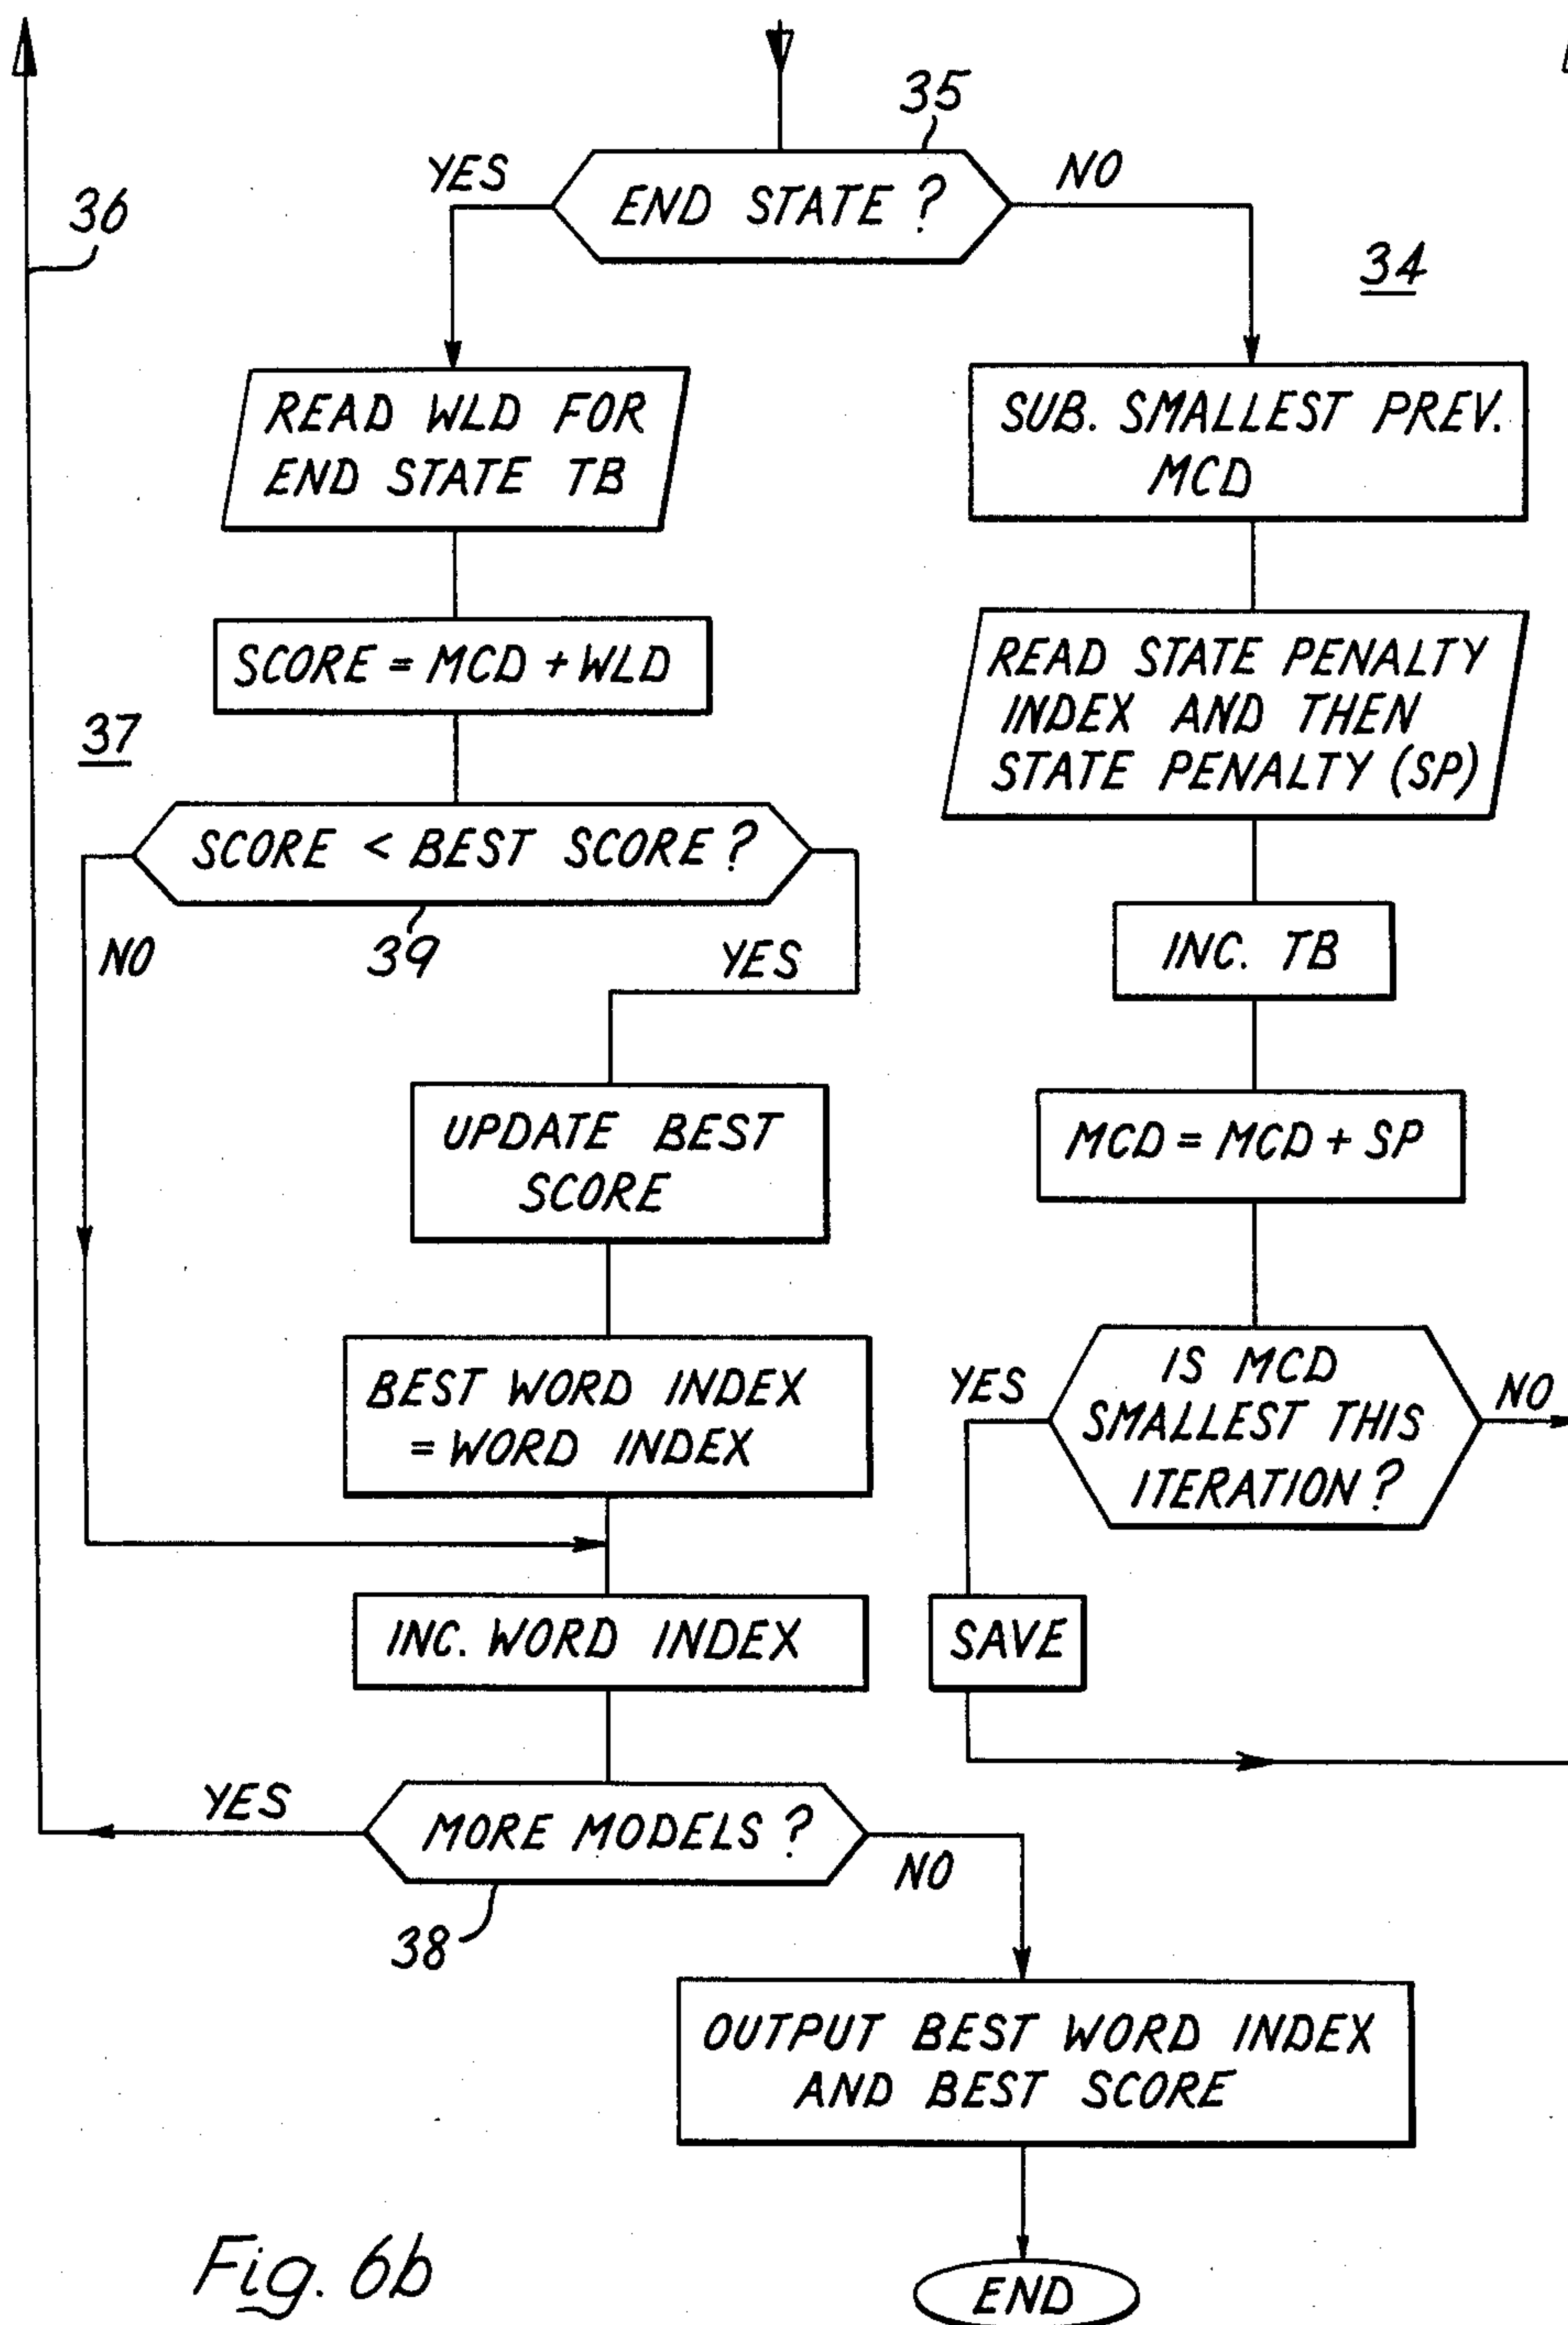 35
YES
END STATE ?
NO
36
34
READ WLD FOR
END STATE TB
SUB. SMALLEST PREV.
MCD
SCORE = MCD + WLD
READ STATE PENALTY
INDEX AND THEN
STATE PENALTY (SP)
37
SCORE < BEST SCORE ?
NO
39
YES
INC. TB
UPDATE BEST
SCORE
MCD = MCD + SP
BEST WORD INDEX
= WORD INDEX
YES
IS MCD
SMALLEST THIS
ITERATION ?
NO
INC. WORD INDEX
SAVE
YES
MORE MODELS ?
NO
38
OUTPUT BEST WORD INDEX
AND BEST SCORE
END
Fig. 6b